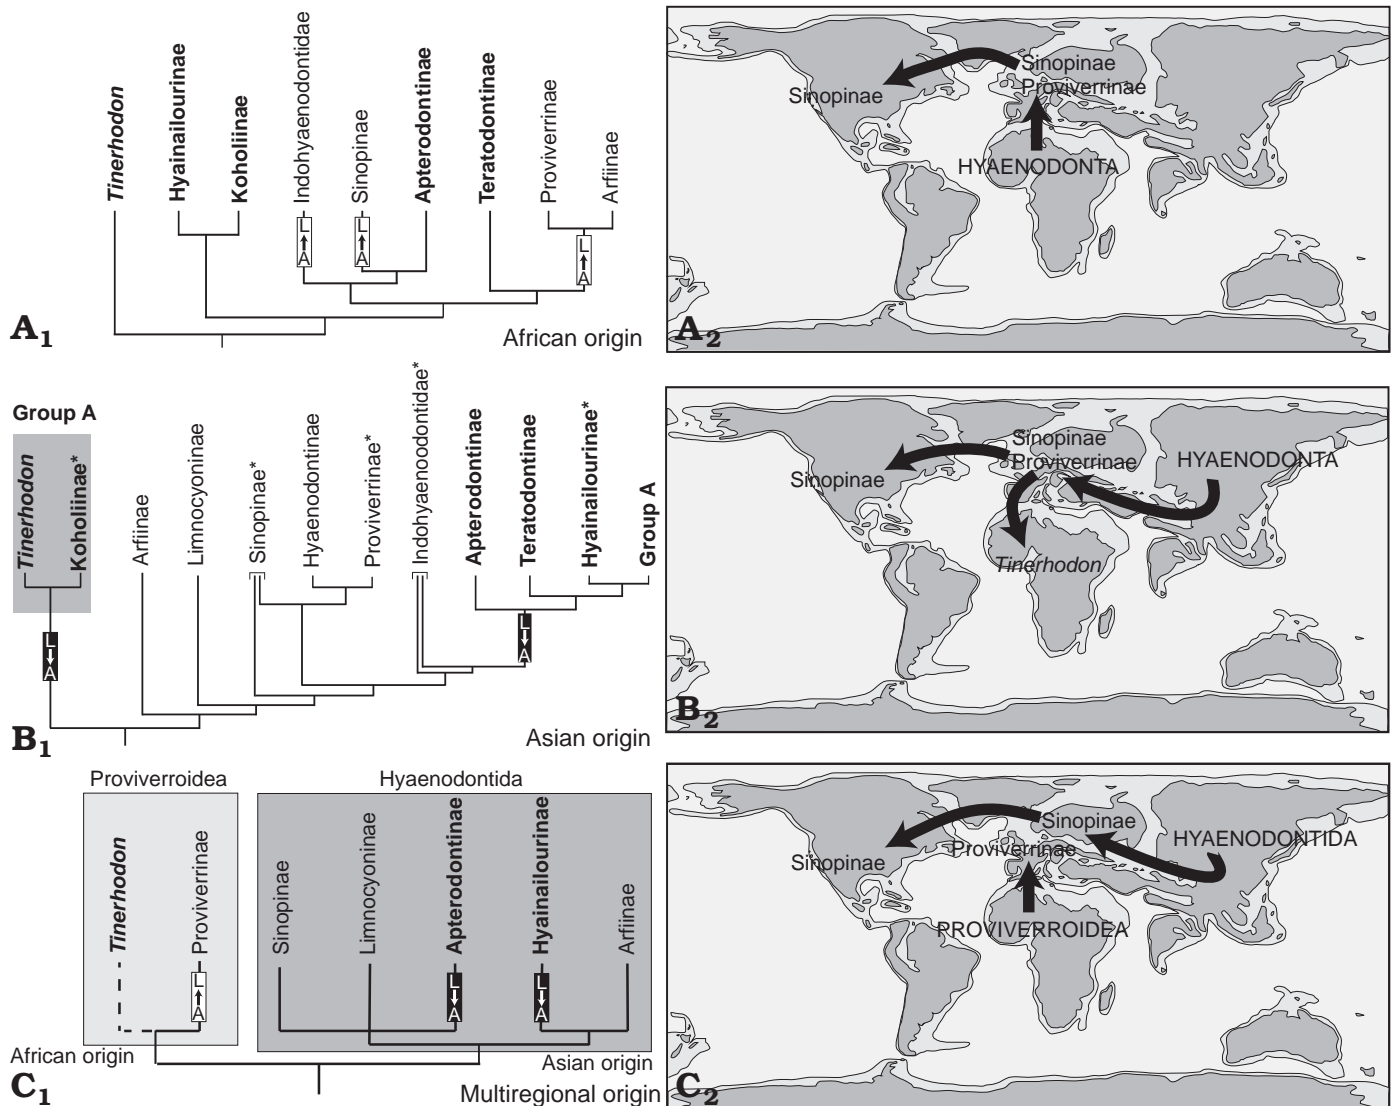 Tinerhodon
Hyainailourinae
Koholiinae
Indohyaenodontidae
Sinopinae
Apterodontinae
Teratodontinae
Proviverrinae
Arfiinae
L
A
L
A
L
A
A1
African origin
Sinopinae
Proviverrinae
Sinopinae
HYAENODONTA
A2
Group A
Tinerhodon
Koholiinae*
Arfiinae
Limnocyoninae
Sinopinae*
Hyaenodontinae
Proviverrinae*
Indohyaenoodontidae*
Apterodontinae
Teratodontinae
Hyainailourinae*
Group A
L
A
L
A
B1
Asian origin
Sinopinae
Proviverrinae
HYAENODONTA
Sinopinae
Tinerhodon
B2
Proviverroidea
Hyaenodontida
Tinerhodon
Proviverrinae
Sinopinae
Limnocyoninae
Apterodontinae
Hyainailourinae
Arfiinae
L
A
L
A
L
A
African origin
Asian origin
C1
Multiregional origin
Sinopinae
HYAENODONTIDA
Proviverrinae
Sinopinae
PROVIVERROIDEA
C2